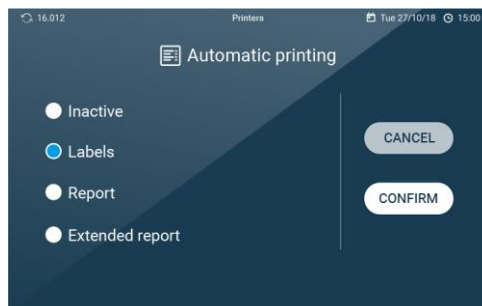 16.012 Printers Tue 27/10/18 15:00
Automatic printing
Inactive
Labels
Report
Extended report
CANCEL
CONFIRM